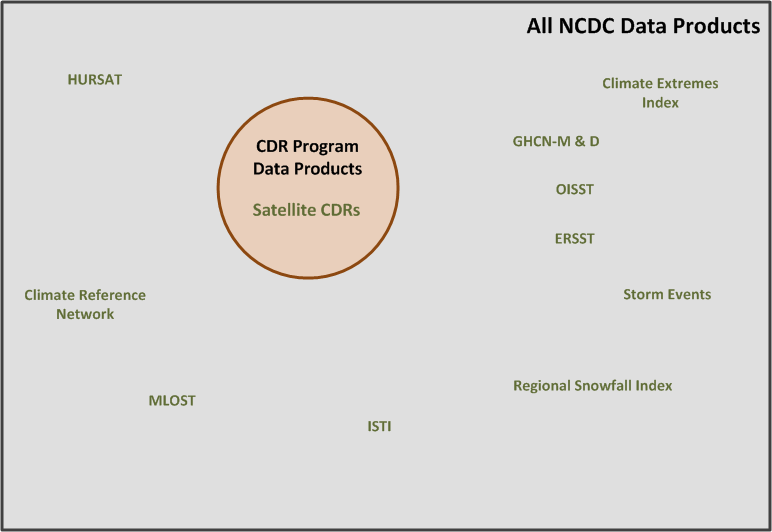 All NCDC Data Products
HURSAT
Climate Extremes
Index
CDR Program
Data Products
Satellite CDRs
GHCN-M & D
OISST
ERSST
Climate Reference
Network
Storm Events
Regional Snowfall Index
MLOST
ISTI